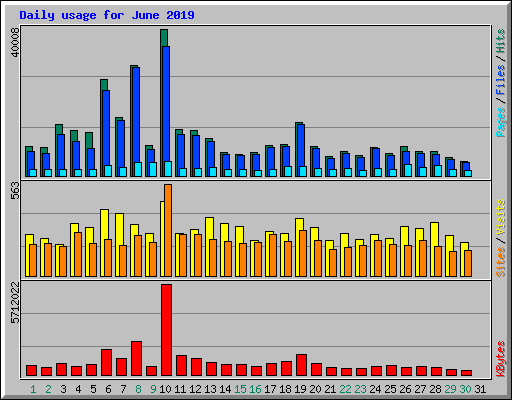 Daily usage for June 2019
40008
Pages / Files / Hits
563
Sites / Visits
5712022
KBytes
1 2 3 4 5 6 7 8 9 10 11 12 13 14 15 16 17 18 19 20 21 22 23 24 25 26 27 28 29 30 31